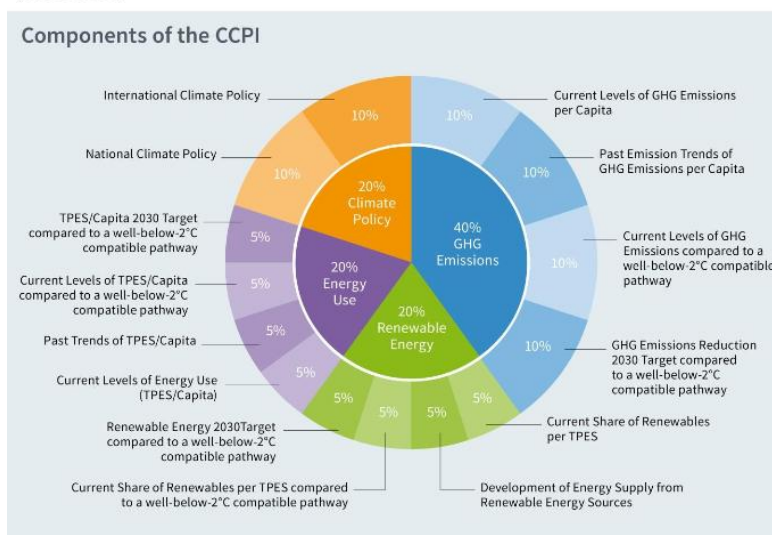 Components of the CCPI
International Climate Policy
10%
10%
Current Levels of GHG Emissions
per Capita
National Climate Policy
10%
10%
Past Emission Trends of
GHG Emissions per Capita
20%
Climate
Policy
40%
GHG
Emissions
TPES/Capita 2030 Target
compared to a well-below-2°C
compatible pathway
5%
10%
Current Levels of GHG
Emissions compared to a
well-below-2°C compatible
pathway
20%
Energy
Use
Current Levels of TPES/Capita
compared to a well-below-2°C
compatible pathway
5%
20%
Renewable
Energy
Past Trends of TPES/Capita
5%
10%
GHG Emissions Reduction
2030 Target compared
to a well-below-2°C
compatible pathway
Current Levels of Energy Use
(TPES/Capita)
5%
5%
5%
5%
5%
Current Share of Renewables
per TPES
Renewable Energy 2030Target
compared to a well-below-2°C
compatible pathway
Current Share of Renewables per TPES compared
to a well-below-2°C compatible pathway
Development of Energy Supply from
Renewable Energy Sources